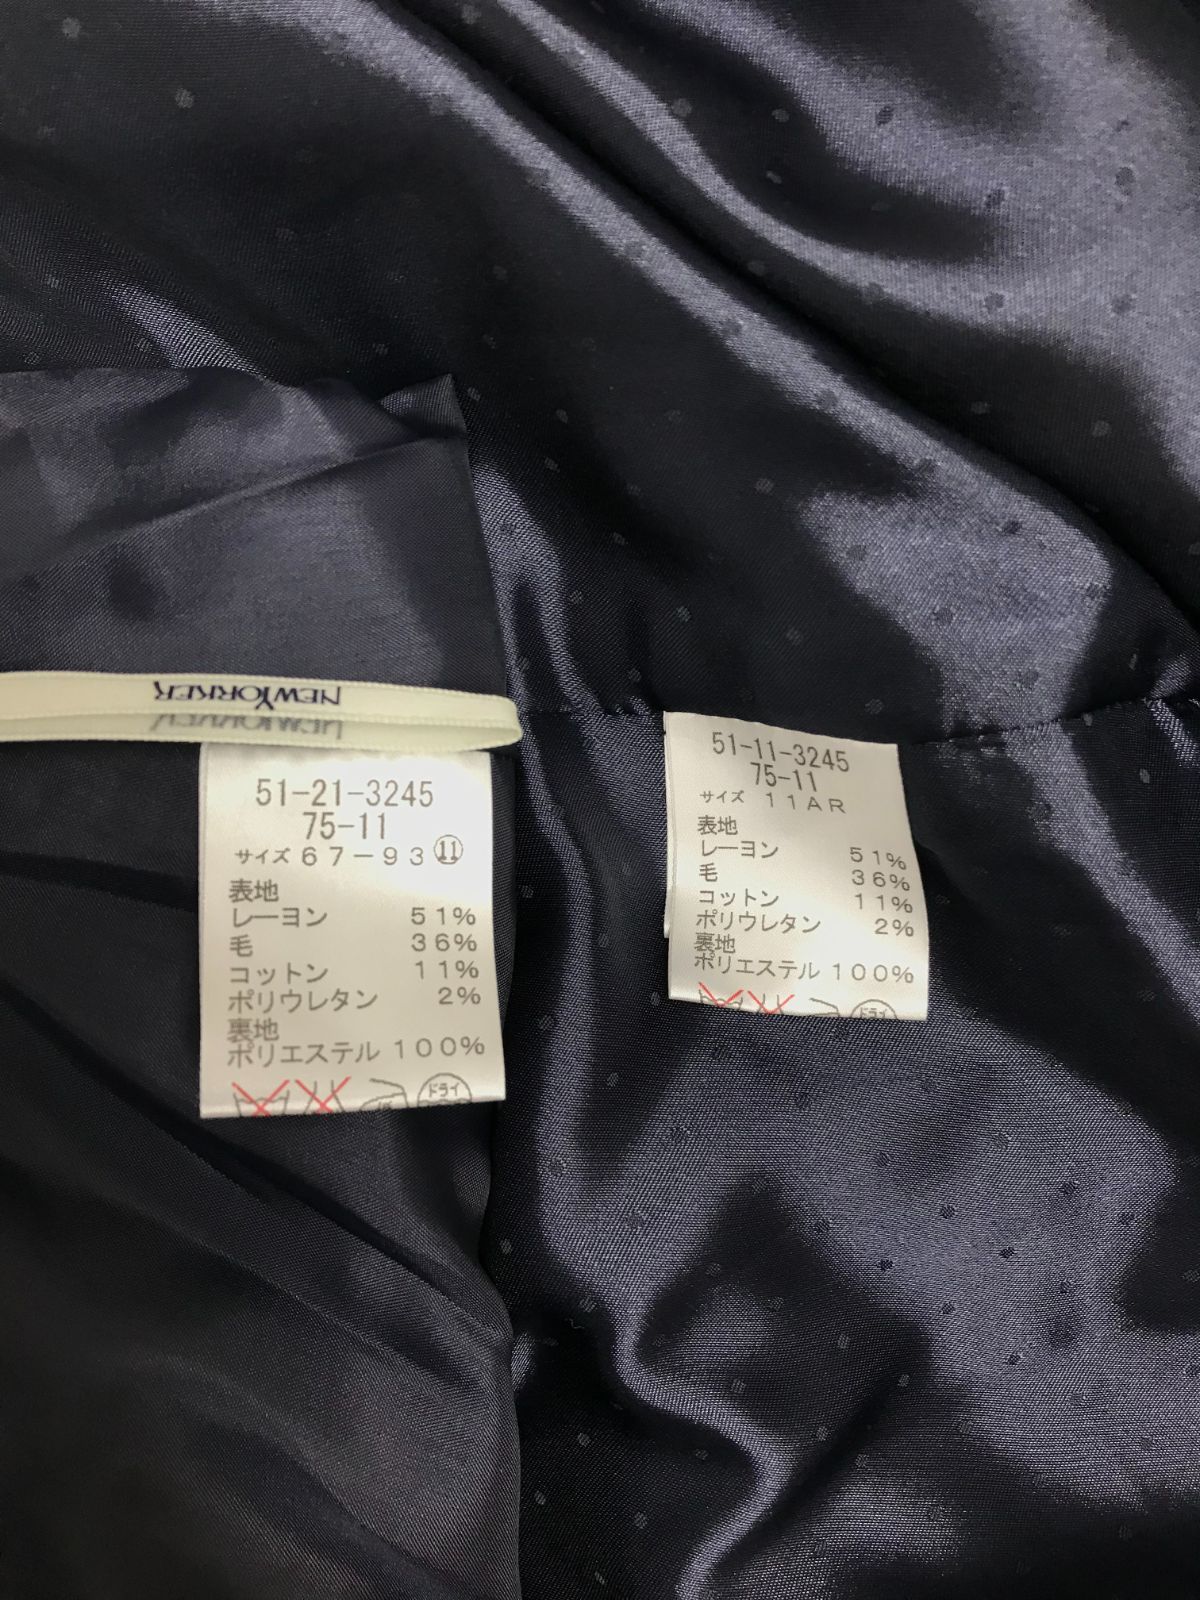 NEWYORKER
NEWYORKER
51-21-3245
75-11
サイズ 67-93⑪
表地
レーヨン 51%
毛 36%
コットン 11%
ポリウレタン 2%
裏地
ポリエステル 100%
ドライ
51-11-3245
75-11
サイズ 11AR
表地
レーヨン 51%
毛 36%
コットン 11%
ポリウレタン 2%
裏地
ポリエステル 100%
ドライ